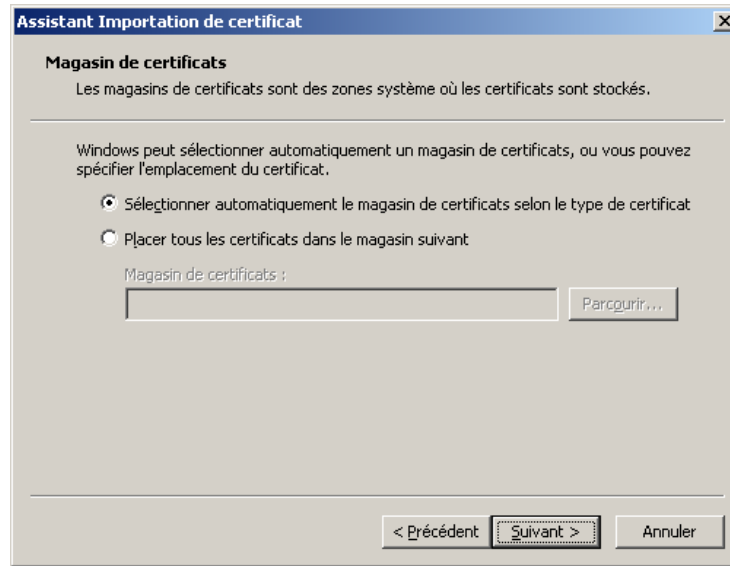 Assistant Importation de certificat
Magasin de certificats
Les magasins de certificats sont des zones système où les certificats sont stockés.
Windows peut sélectionner automatiquement un magasin de certificats, ou vous pouvez
spécifier l'emplacement du certificat.
Sélectionner automatiquement le magasin de certificats selon le type de certificat
Placer tous les certificats dans le magasin suivant
Magasin de certificats :
Parcourir...
< Précédent Suivant > Annuler